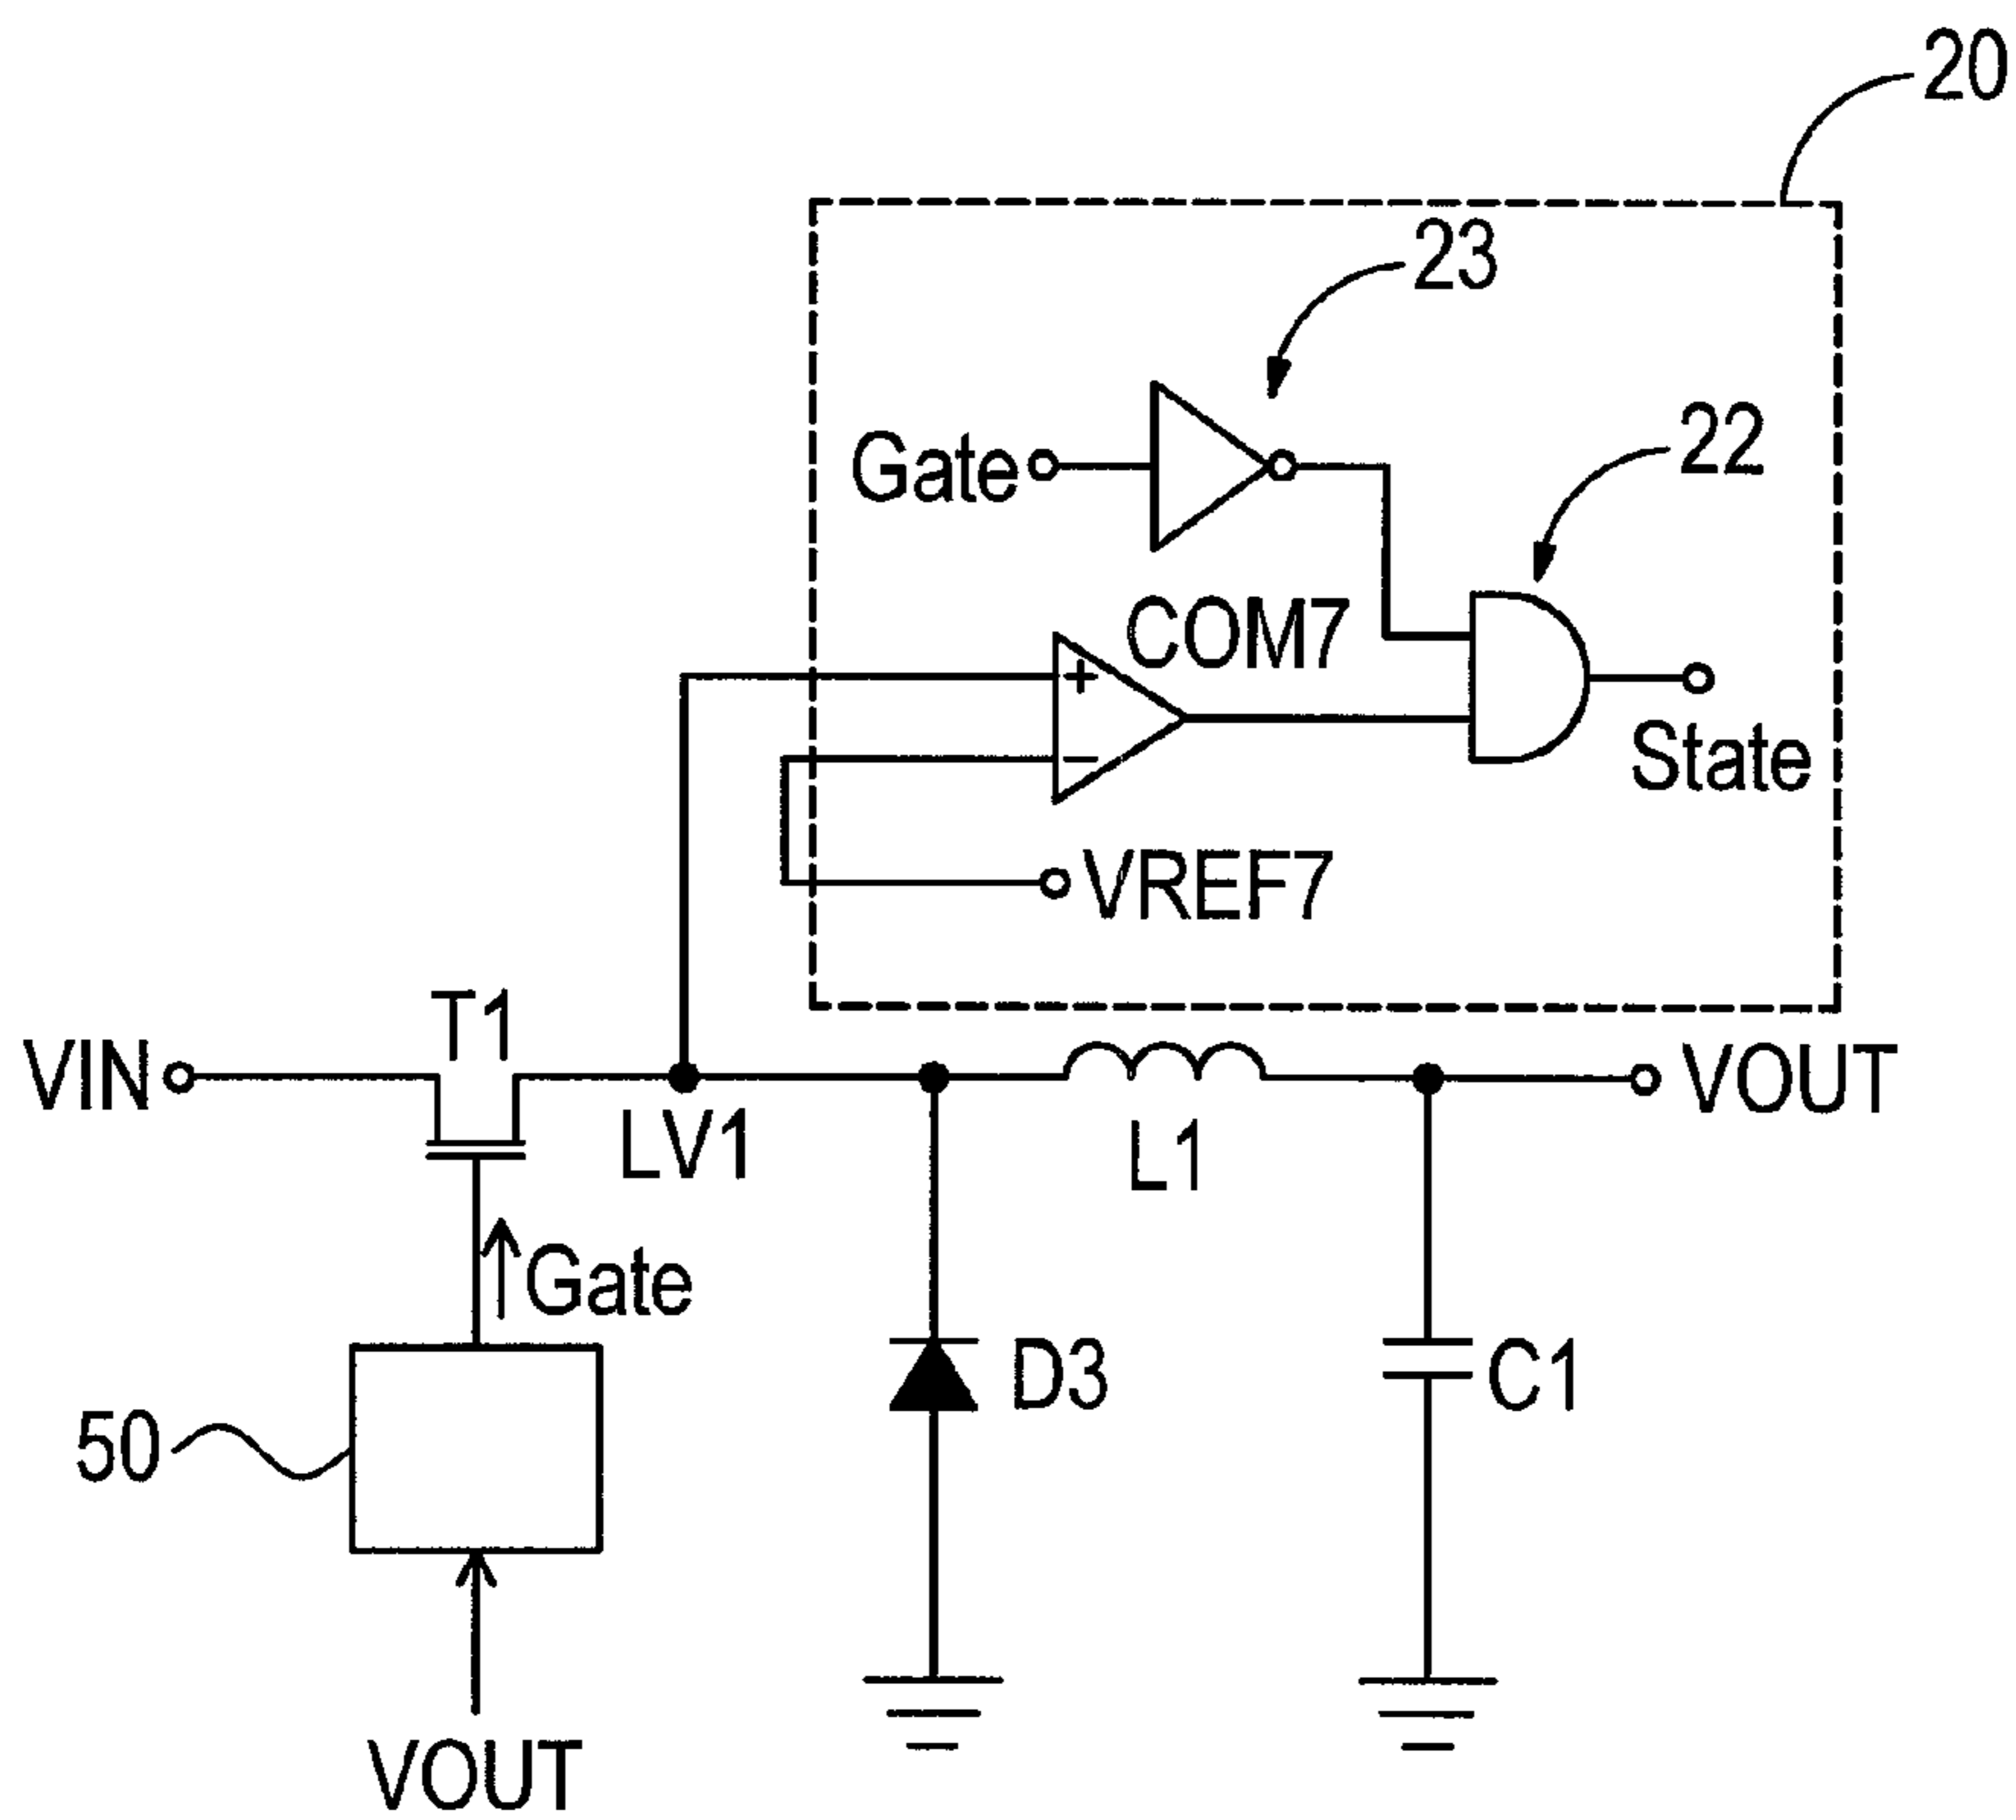 20
23
22
Gate
COM7
+
−
State
VREF7
T1
VIN
LV1
L1
VOUT
Gate
D3
C1
50
VOUT